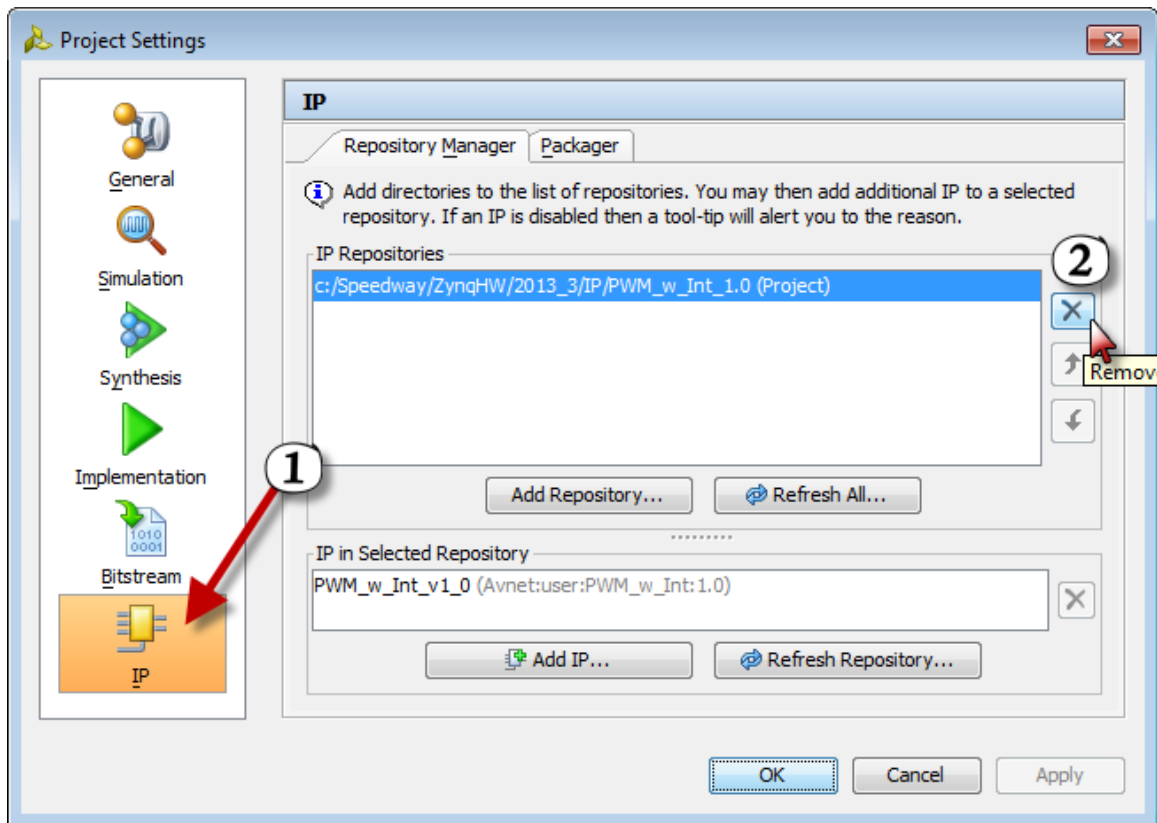 Project Settings
General
Simulation
Synthesis
Implementation
1010
0001
Bitstream
IP
1
IP
Repository Manager
Packager
Add directories to the list of repositories. You may then add additional IP to a selected
repository. If an IP is disabled then a tool-tip will alert you to the reason.
IP Repositories
2
c:/Speedway/ZynqHW/2013_3/IP/PWM_w_Int_1.0 (Project)
Remov
Add Repository...
Refresh All...
IP in Selected Repository
PWM_w_Int_v1_0 (Avnet:user:PWM_w_Int:1.0)
Add IP...
Refresh Repository...
OK
Cancel
Apply